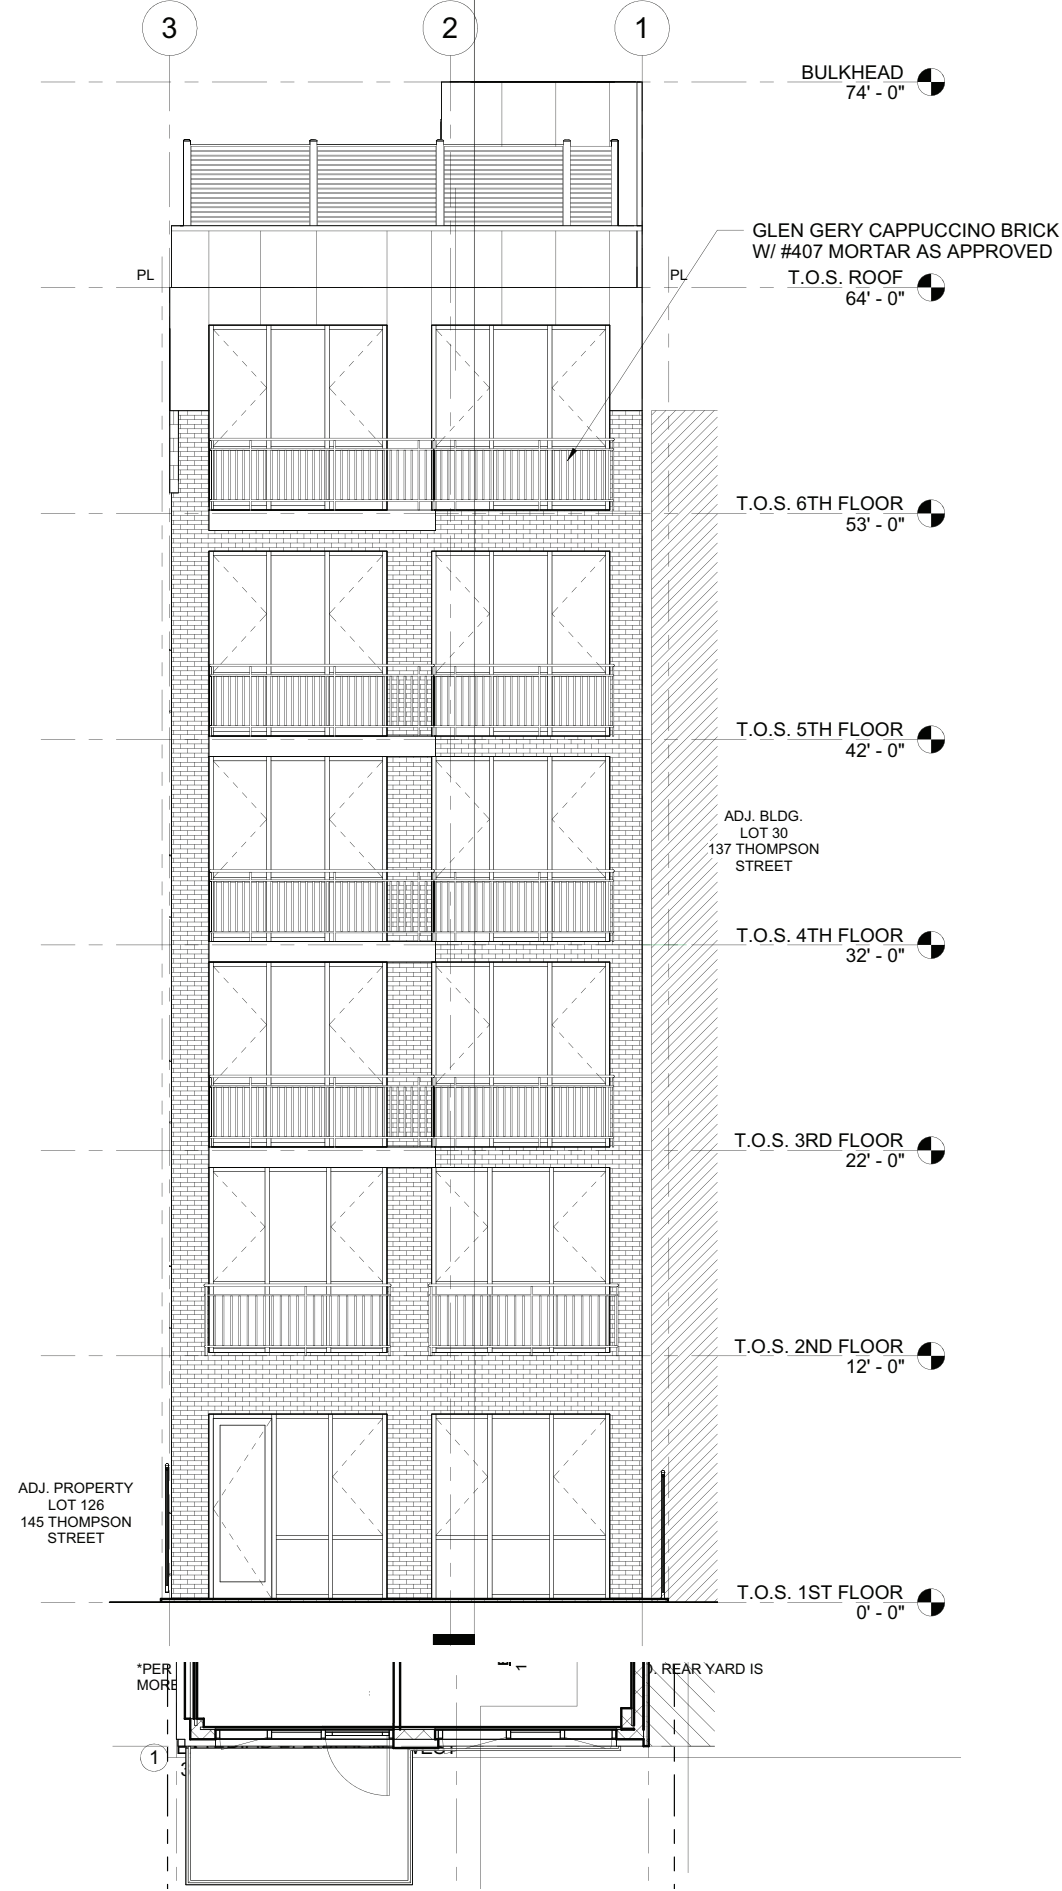 3
2
1
BULKHEAD
74' - 0"
GLEN GERY CAPPUCCINO BRICK
W/ #407 MORTAR AS APPROVED
PL
PL
T.O.S. ROOF
64' - 0"
T.O.S. 6TH FLOOR
53' - 0"
T.O.S. 5TH FLOOR
42' - 0"
ADJ. BLDG.
LOT 30
137 THOMPSON
STREET
T.O.S. 4TH FLOOR
32' - 0"
T.O.S. 3RD FLOOR
22' - 0"
T.O.S. 2ND FLOOR
12' - 0"
ADJ. PROPERTY
LOT 126
145 THOMPSON
STREET
T.O.S. 1ST FLOOR
0' - 0"
*PER
REAR YARD IS
MORE
1